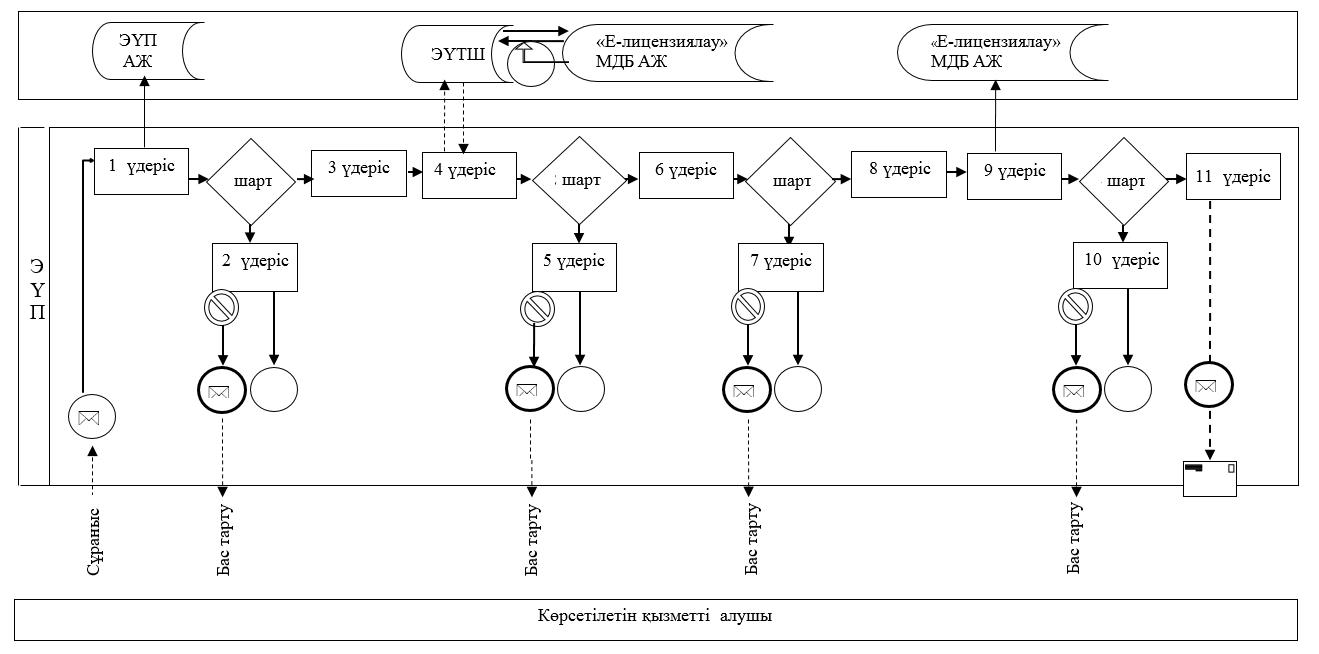 ЭҮП
АЖ
ЭҮТШ
«Е-лицензиялау»
МДБ АЖ
«Е-лицензиялау»
МДБ АЖ
1 үдеріс
шарт
3 үдеріс
4 үдеріс
шарт
6 үдеріс
шарт
8 үдеріс
9 үдеріс
шарт
11 үдеріс
2 үдеріс
5 үдеріс
7 үдеріс
10 үдеріс
Э
Ү
П
Сұраныс
Бас тарту
Бас тарту
Бас тарту
Бас тарту
Көрсетілетін қызметті алушы